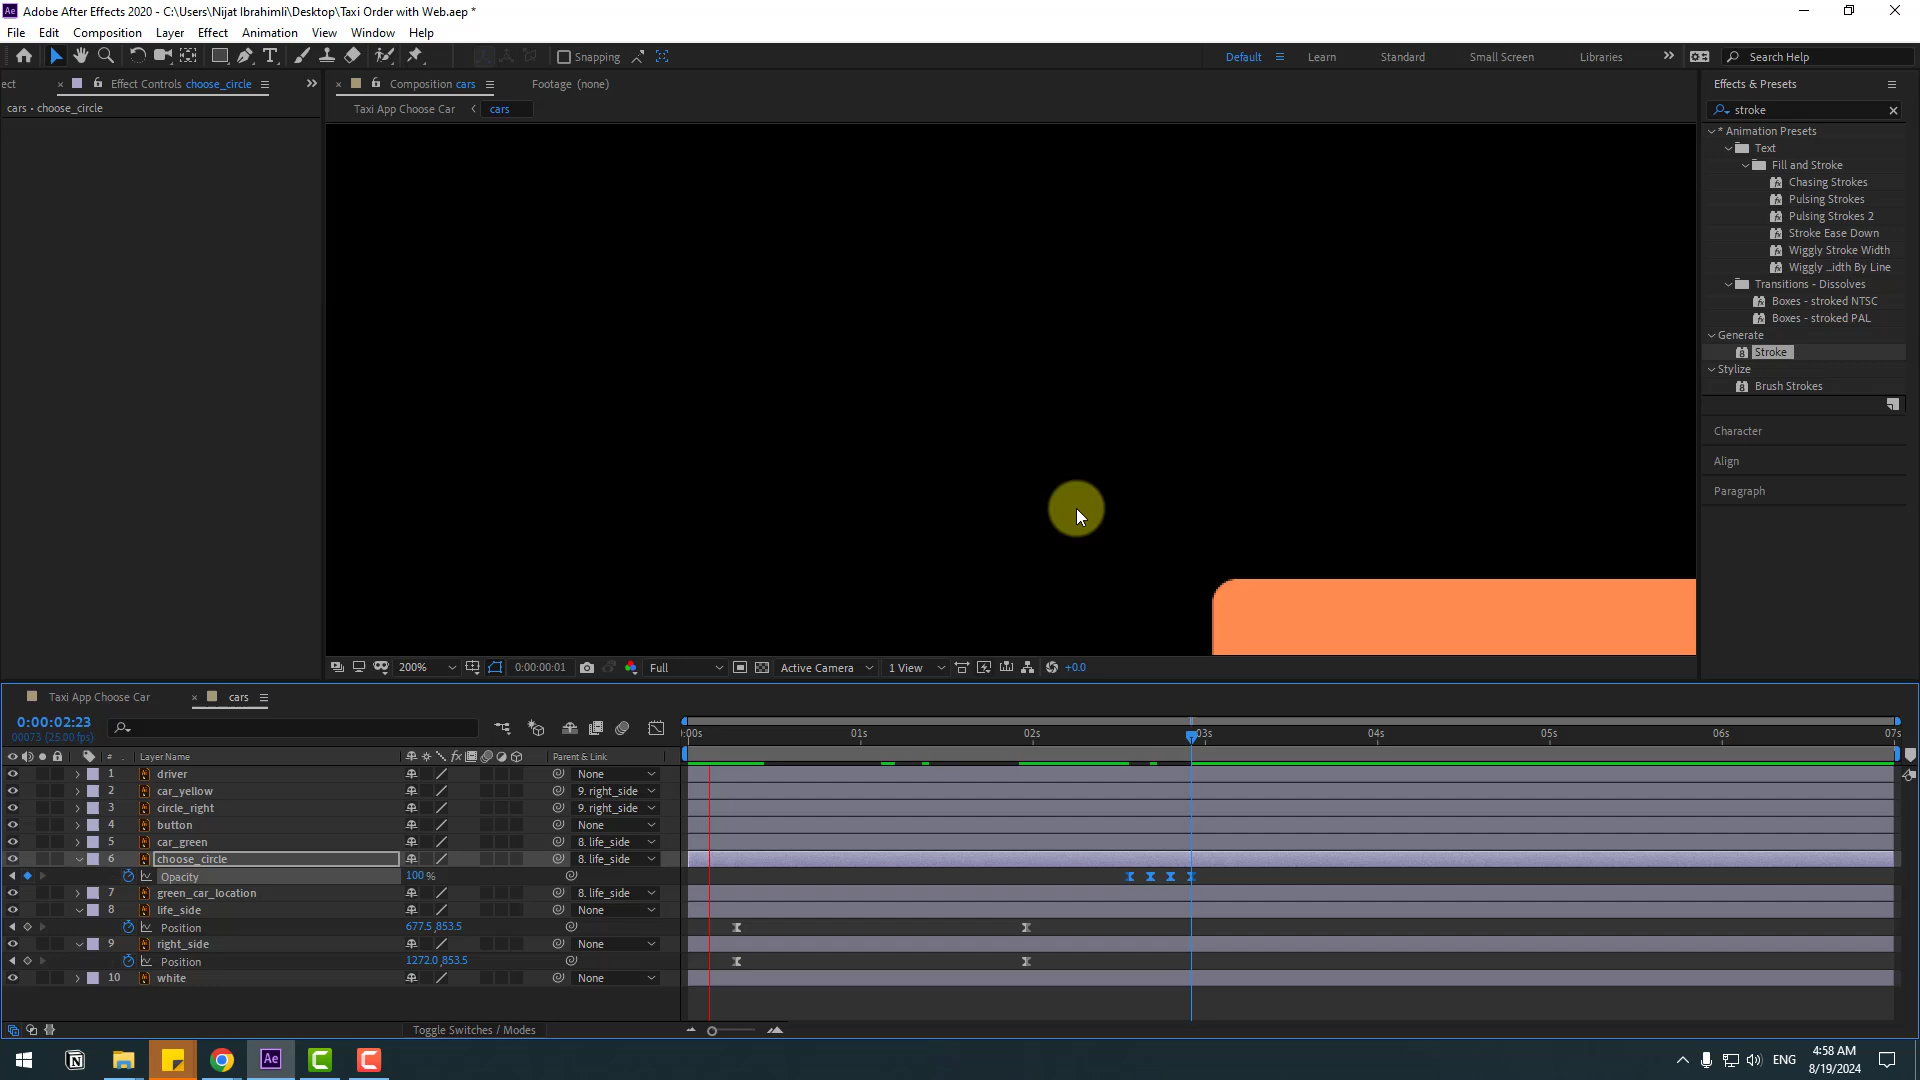 Adobe After Effects 2020 - C:\Users\Nijat Ibrahimli\Desktop\Taxi Order with Web.aep *
File Edit Composition Layer Effect Animation View Window Help
Snapping Default Learn Standard Small Screen Libraries Search Help
ect Effect Controls choose_circle Composition cars Footage (none) Effects & Presets
cars • choose_circle Taxi App Choose Car cars stroke
* Animation Presets
Text
Fill and Stroke
Chasing Strokes
Pulsing Strokes
Pulsing Strokes 2
Stroke Ease Down
Wiggly Stroke Width
Wiggly ...idth By Line
Transitions - Dissolves
Boxes - stroked NTSC
Boxes - stroked PAL
Generate
Stroke
Stylize
Brush Strokes
Character
Align
Paragraph
200% 0:00:00:01 Full Active Camera 1 View +0.0
Taxi App Choose Car cars
0:00:02:23
00073 (25.00 fps)
:00s 01s 02s 03s 04s 05s 06s 07s
# Layer Name Parent & Link
1 driver None
2 car_yellow 9. right_side
3 circle_right 9. right_side
4 button None
5 car_green 8. life_side
6 choose_circle 8. life_side
Opacity 100 %
7 green_car_location 8. life_side
8 life_side None
Position 677.5,853.5
9 right_side None
Position 1272.0,853.5
10 white None
Toggle Switches / Modes
ENG 4:58 AM
8/19/2024